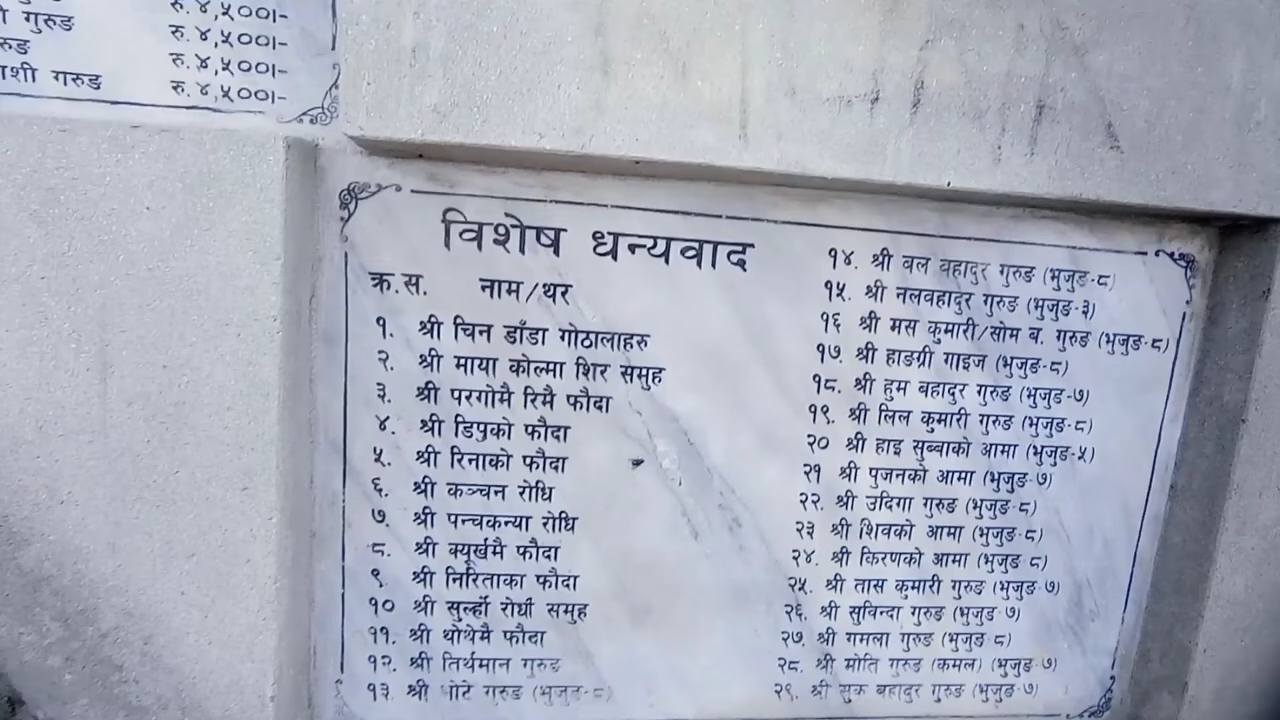 रु. ४,५००।-
गुरुङ रु. ४,५००।-
रु. ४,५००।-
गरुङ रु. ४,५००।-
विशेष धन्यवाद
क्र.स. नाम/थर
१. श्री चिन डाँडा गोठालाहरु
२. श्री माया कोल्मा शिर समुह
३. श्री परगोमै रिमै फौदा
४. श्री डिपुको फौदा
५. श्री रिनाको फौदा
६. श्री कञ्चन रोधि
७. श्री पन्चकन्या रोधि
८. श्री क्यूर्खमै फौदा
९. श्री निरिताका फौदा
१० श्री सुर्ल्हो रोधी समुह
११. श्री थोथेमै फौदा
१२. श्री तिर्थमान गुरुङ
१३. श्री गुरुङ (भुजुङ-८)
१४. श्री बल बहादुर गुरुङ (भुजुङ-८)
१५. श्री नलवहादुर गुरुङ (भुजुङ-३)
१६ श्री मस कुमारी/सोम ब. गुरुङ (भुजुङ-८)
१७. श्री हाङग्री गाइज (भुजुङ-८)
१८. श्री हुम बहादुर गुरुङ (भुजुङ-७)
१९. श्री लिल कुमारी गुरुङ (भुजुङ-८)
२० श्री हाइ सुब्बाको आमा (भुजुङ-५)
२१ श्री पुजनको आमा (भुजुङ-७)
२२. श्री उदिगा गुरुङ (भुजुङ-८)
२३ श्री शिवको आमा (भुजुङ-८)
२४. श्री किरणको आमा (भुजुङ ८)
२५. श्री तास कुमारी गुरुङ (भुजुङ-७)
२६. श्री सुविन्दा गुरुङ (भुजुङ-७)
२७. श्री गमला गुरुङ (भुजुङ-८)
२८. श्री मोति गुरुङ (कमल) (भुजुङ-७)
२९. श्री सुक बहादुर गुरुङ (भुजुङ-७)